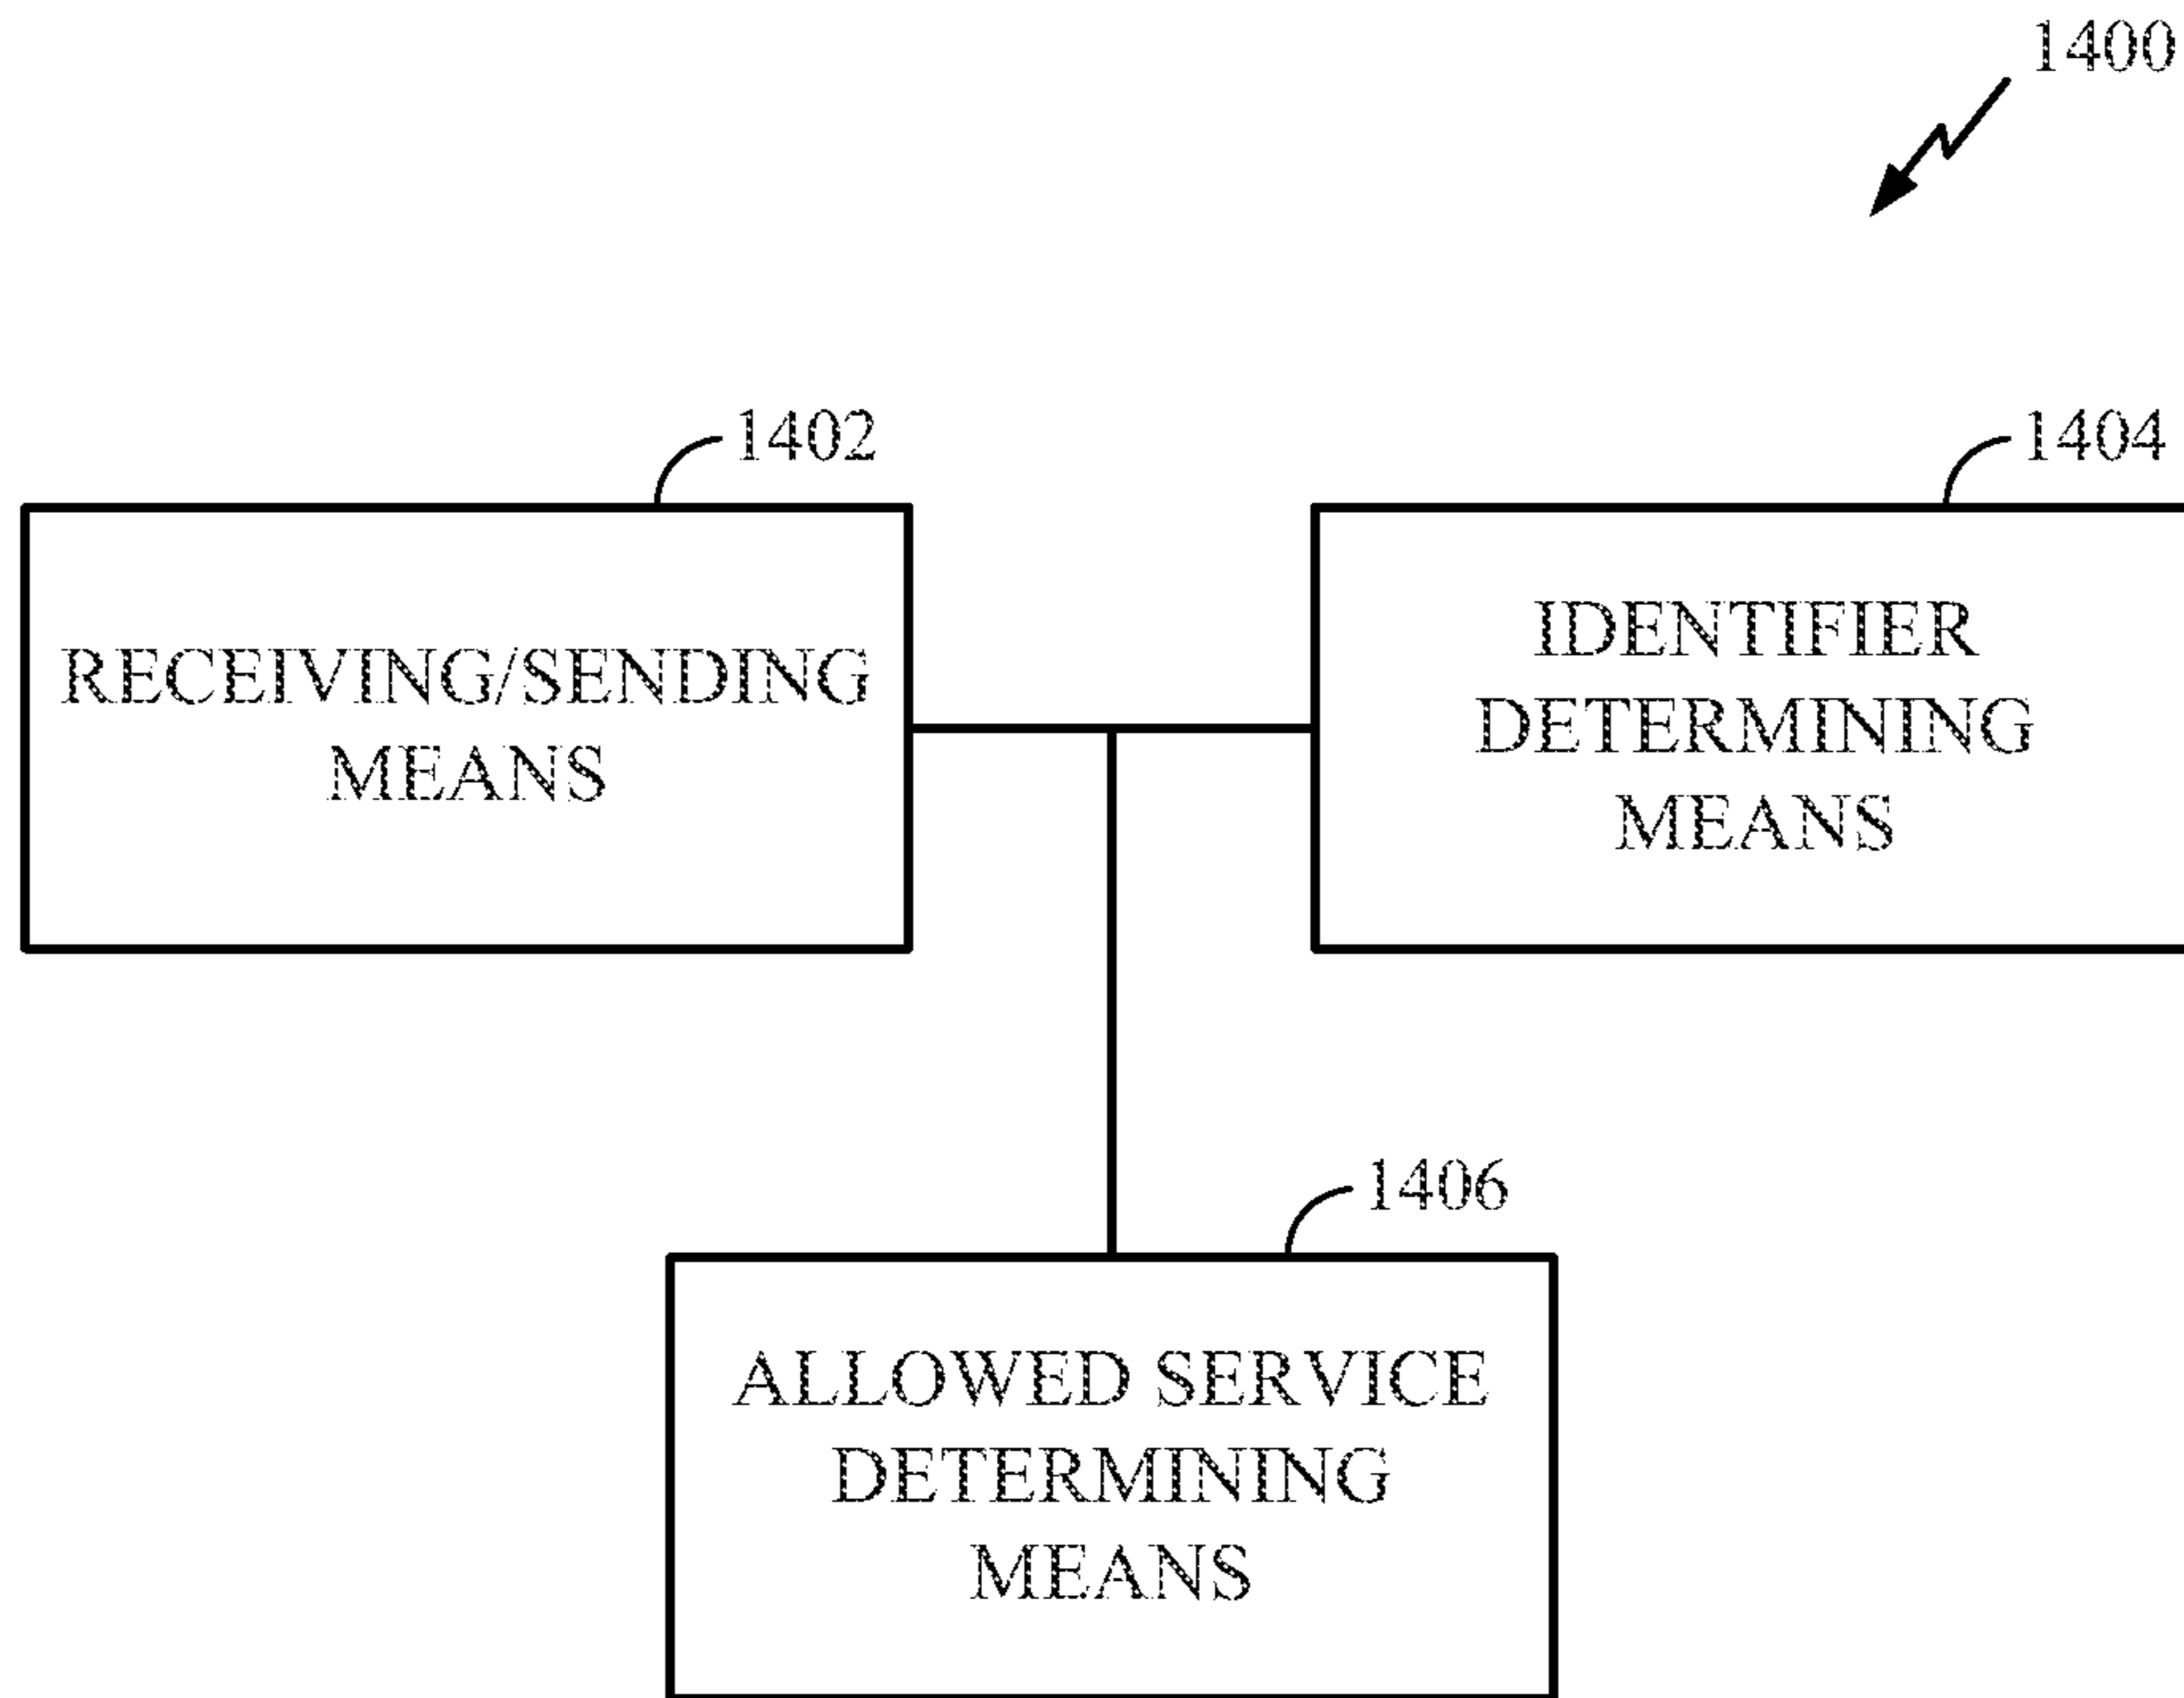 1400
1402
1404
RECEIVING/SENDING
MEANS
IDENTIFIER
DETERMINING
MEANS
1406
ALLOWED SERVICE
DETERMINING
MEANS